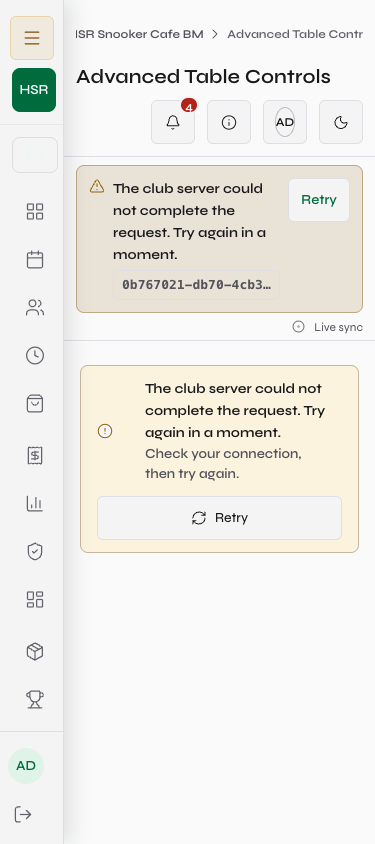 HSR
AD
ISR Snooker Cafe BM > Advanced Table Contr
Advanced Table Controls
4
AD
The club server could
not complete the
request. Try again in a
moment.
Retry
0b767021-db70-4cb3…
Live sync
The club server could not
complete the request. Try
again in a moment.
Check your connection,
then try again.
Retry